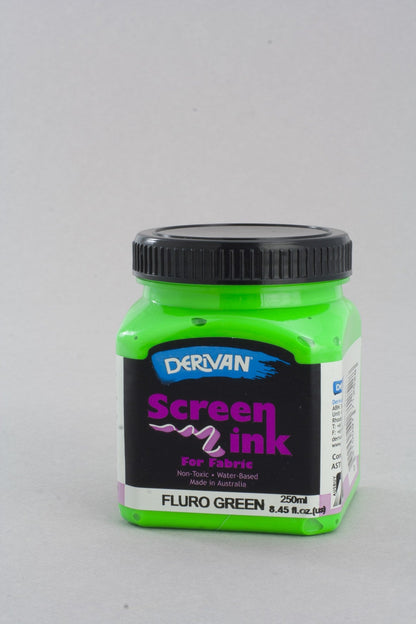 DERIVAN
Screen
ink
For Fabric
Non-Toxic • Water-Based
Made in Australia
FLURO GREEN
250ml
8.45 fl.oz.(us)